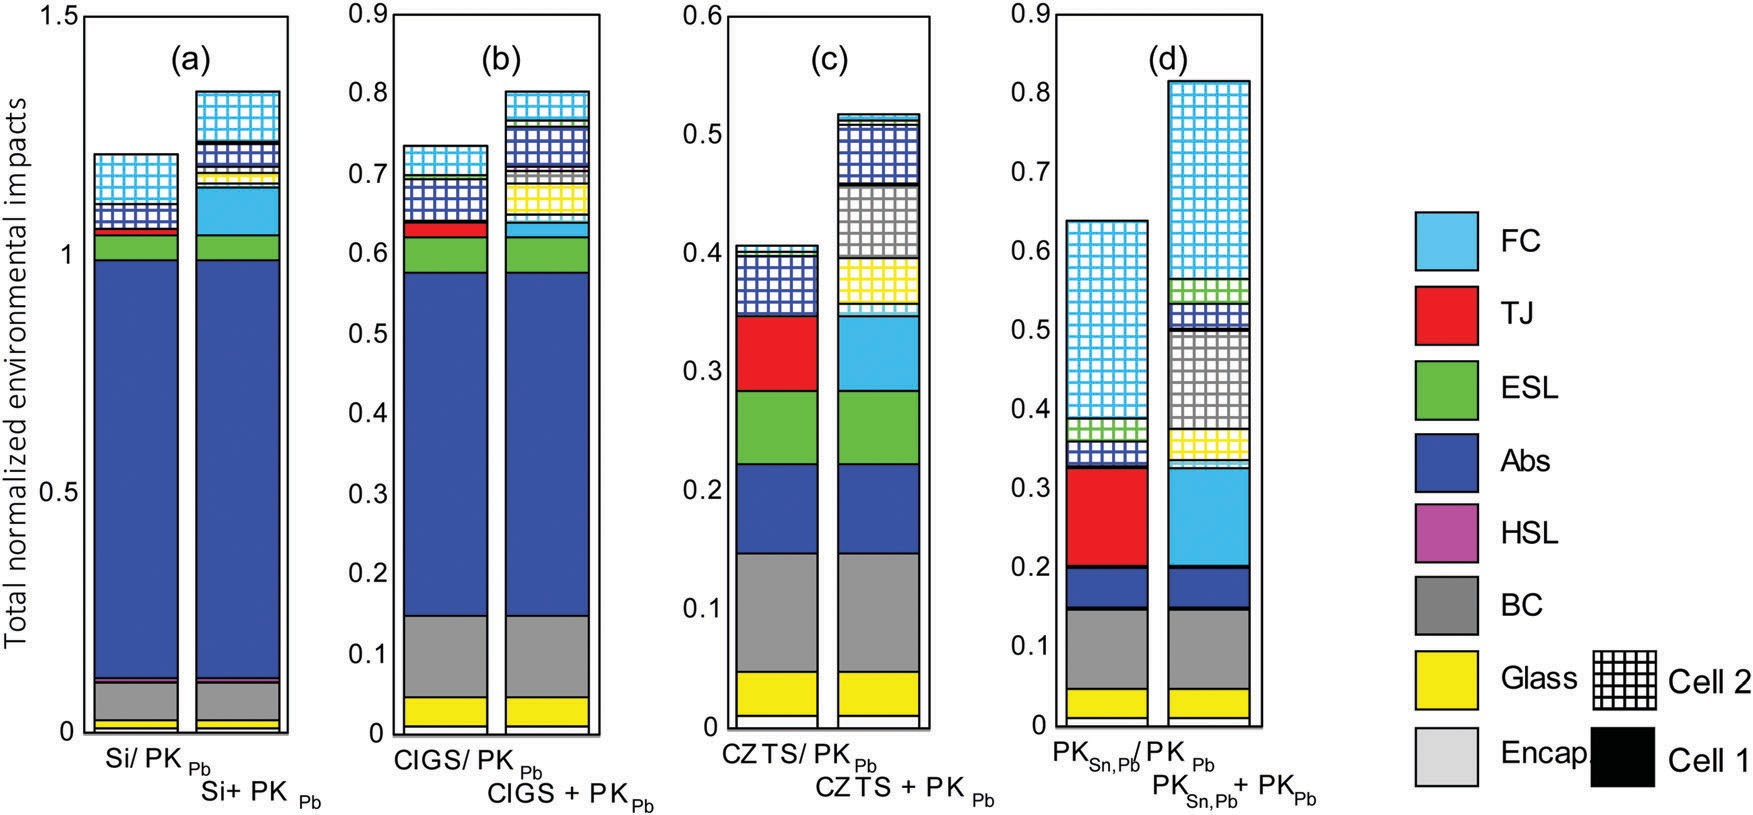 Total normalized environmental impacts
(a)
1.5
1
0.5
0
Si/ PK Pb
Si+ PK Pb
(b)
0.9
0.8
0.7
0.6
0.5
0.4
0.3
0.2
0.1
0
CIGS/ PK Pb
CIGS + PK Pb
(c)
0.6
0.5
0.4
0.3
0.2
0.1
0
CZTS/ PK Pb
CZTS + PK Pb
(d)
0.9
0.8
0.7
0.6
0.5
0.4
0.3
0.2
0.1
0
PK Sn,Pb/ PK Pb
PK Sn,Pb + PK Pb
FC
TJ
ESL
Abs
HSL
BC
Glass
Cell 2
Encap.
Cell 1